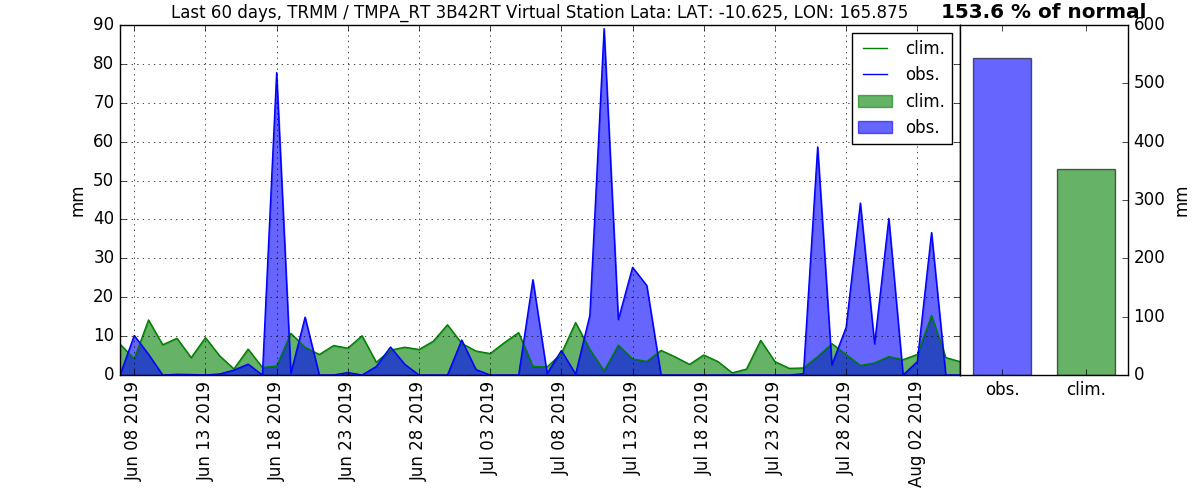 Last 60 days, TRMM / TMPA_RT 3B42RT Virtual Station Lata: LAT: -10.625, LON: 165.875
153.6 % of normal
90
80
70
60
50
40
30
20
10
0
mm
clim.
obs.
clim.
obs.
Jun 08 2019
Jun 13 2019
Jun 18 2019
Jun 23 2019
Jun 28 2019
Jul 03 2019
Jul 08 2019
Jul 13 2019
Jul 18 2019
Jul 23 2019
Jul 28 2019
Aug 02 2019
600
500
400
300
200
100
0
mm
obs.
clim.